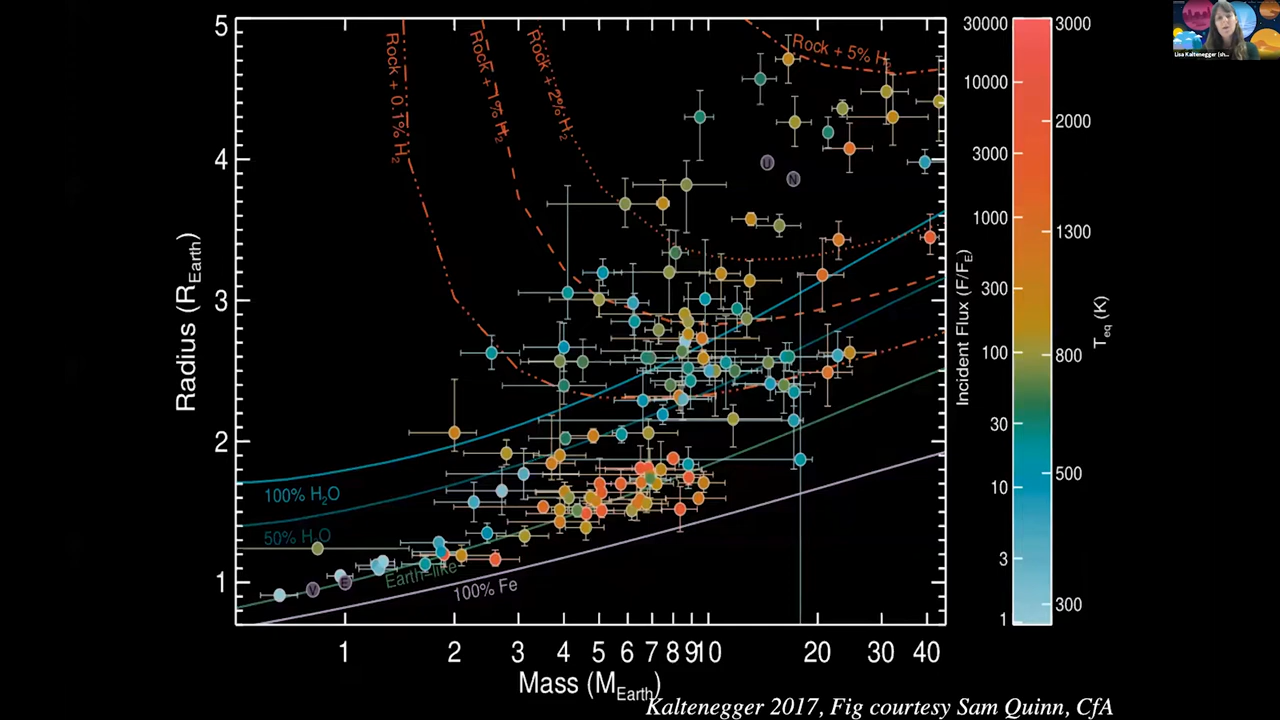 5
4
3
2
1
Radius (R_Earth)
Rock + 0.1% H₂
Rock + 1% H₂
Rock + 2% H₂
Rock + 5% H₂
U
N
V
E
100% H₂O
50% H₂O
Earth-like
100% Fe
1 2 3 4 5 6 7 8 9 10 20 30 40
Mass (M_Earth)
30000
10000
3000
1000
300
100
30
10
3
1
Incident Flux (F/F_E)
3000
2000
1300
800
500
300
T_eq (K)
Kaltenegger 2017, Fig courtesy Sam Quinn, CfA
Lisa Kaltenegger (sh...